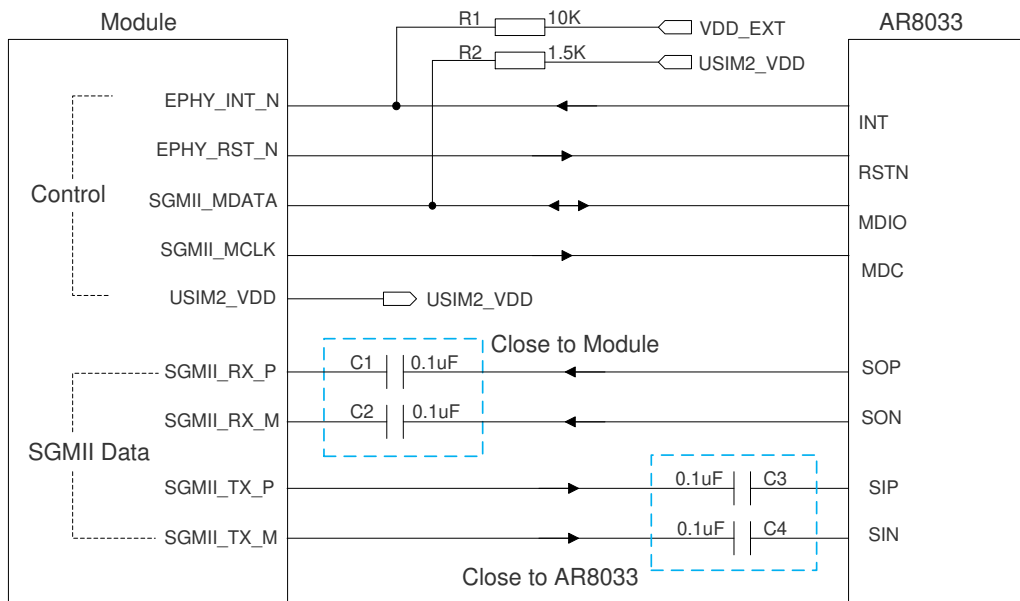 Module
R1 10K VDD_EXT
AR8033
R2 1.5K USIM2_VDD
EPHY_INT_N
INT
EPHY_RST_N
RSTN
Control
SGMII_MDATA
MDIO
SGMII_MCLK
MDC
USIM2_VDD USIM2_VDD
Close to Module
SGMII_RX_P C1 0.1uF SOP
SGMII_RX_M C2 0.1uF SON
SGMII Data
SGMII_TX_P 0.1uF C3 SIP
SGMII_TX_M 0.1uF C4 SIN
Close to AR8033